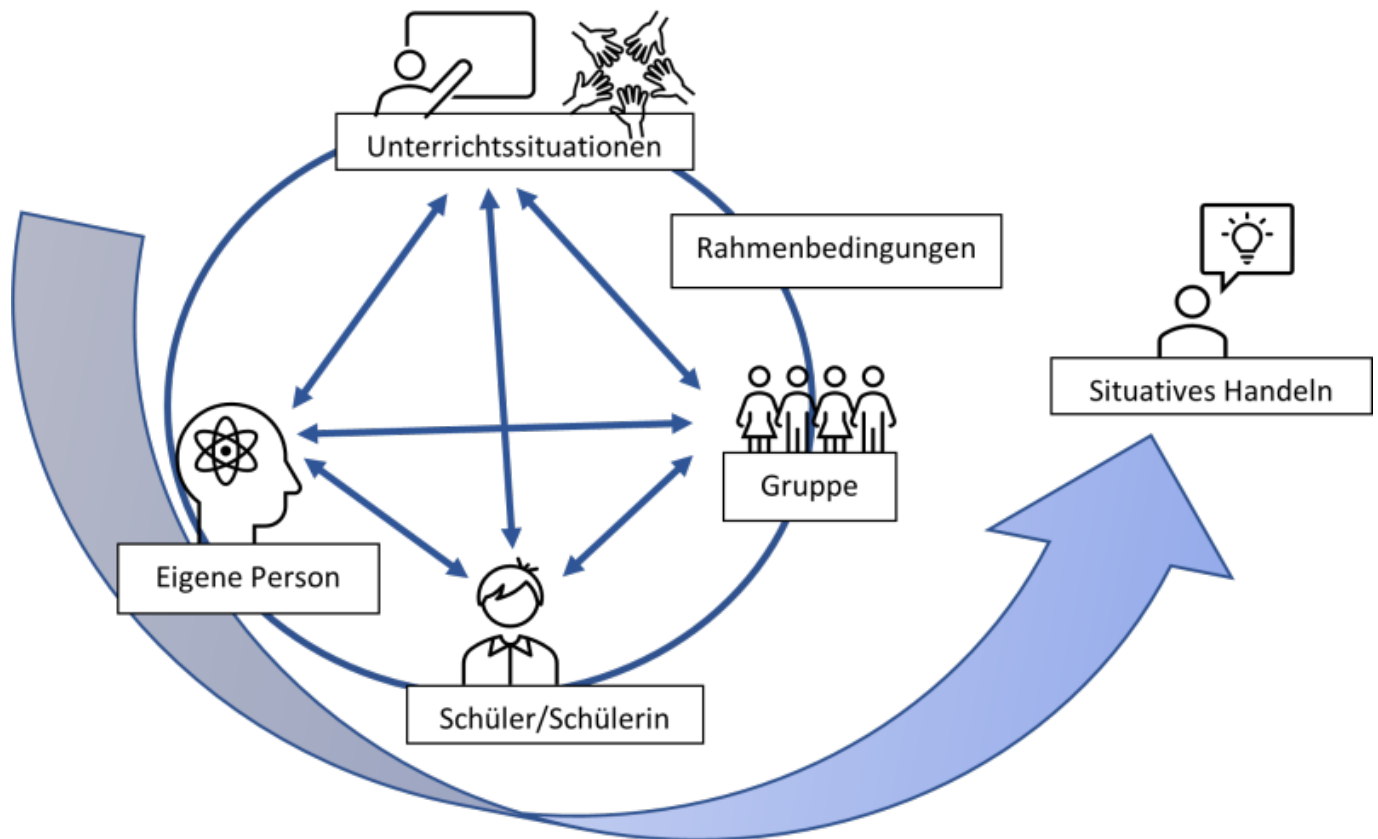 Unterrichtssituationen
Rahmenbedingungen
Situatives Handeln
Gruppe
Eigene Person
Schüler/Schülerin